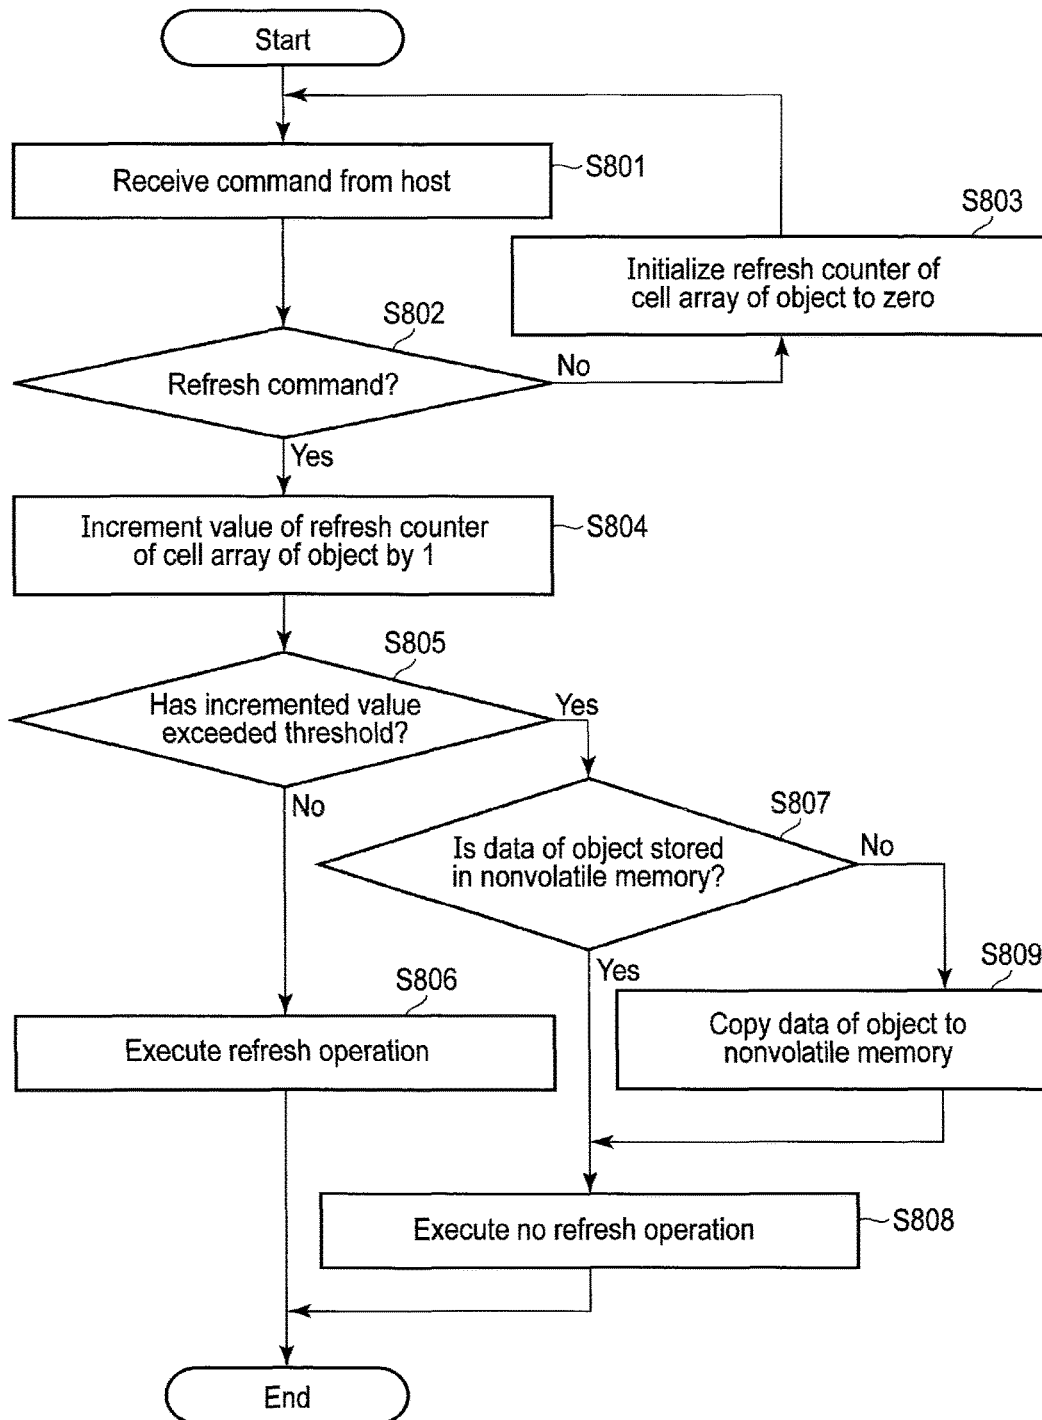 Start
Receive command from host
S801
S803
Initialize refresh counter of
cell array of object to zero
S802
Refresh command?
No
Yes
Increment value of refresh counter
of cell array of object by 1
S804
S805
Has incremented value
exceeded threshold?
Yes
No
S807
Is data of object stored
in nonvolatile memory?
No
Yes
S806
Execute refresh operation
S809
Copy data of object to
nonvolatile memory
Execute no refresh operation
S808
End